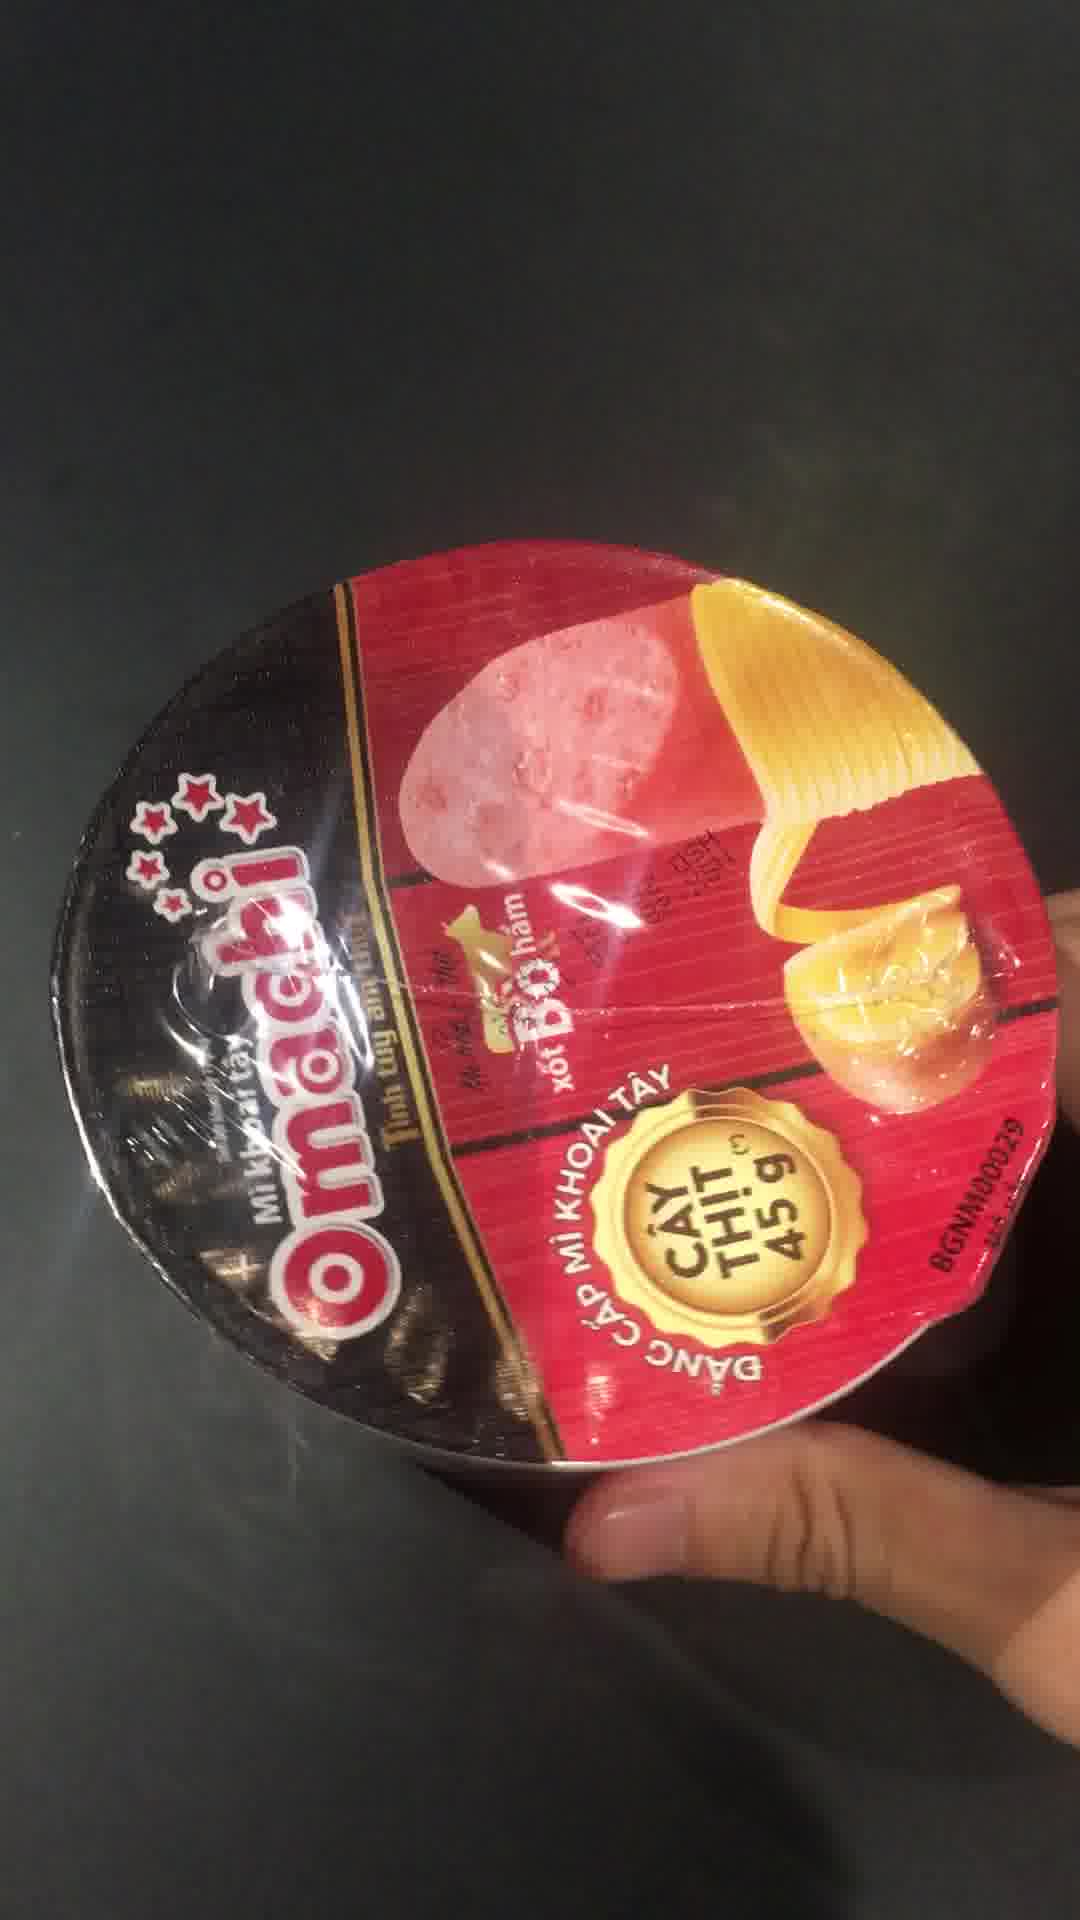 Mì khoai tây
omachi
Tinh túy ẩm thực
xốt Bò hầm
ĐẲNG CẤP MÌ KHOAI TÂY
CÂY
THỊT
45 g
BGNM00029